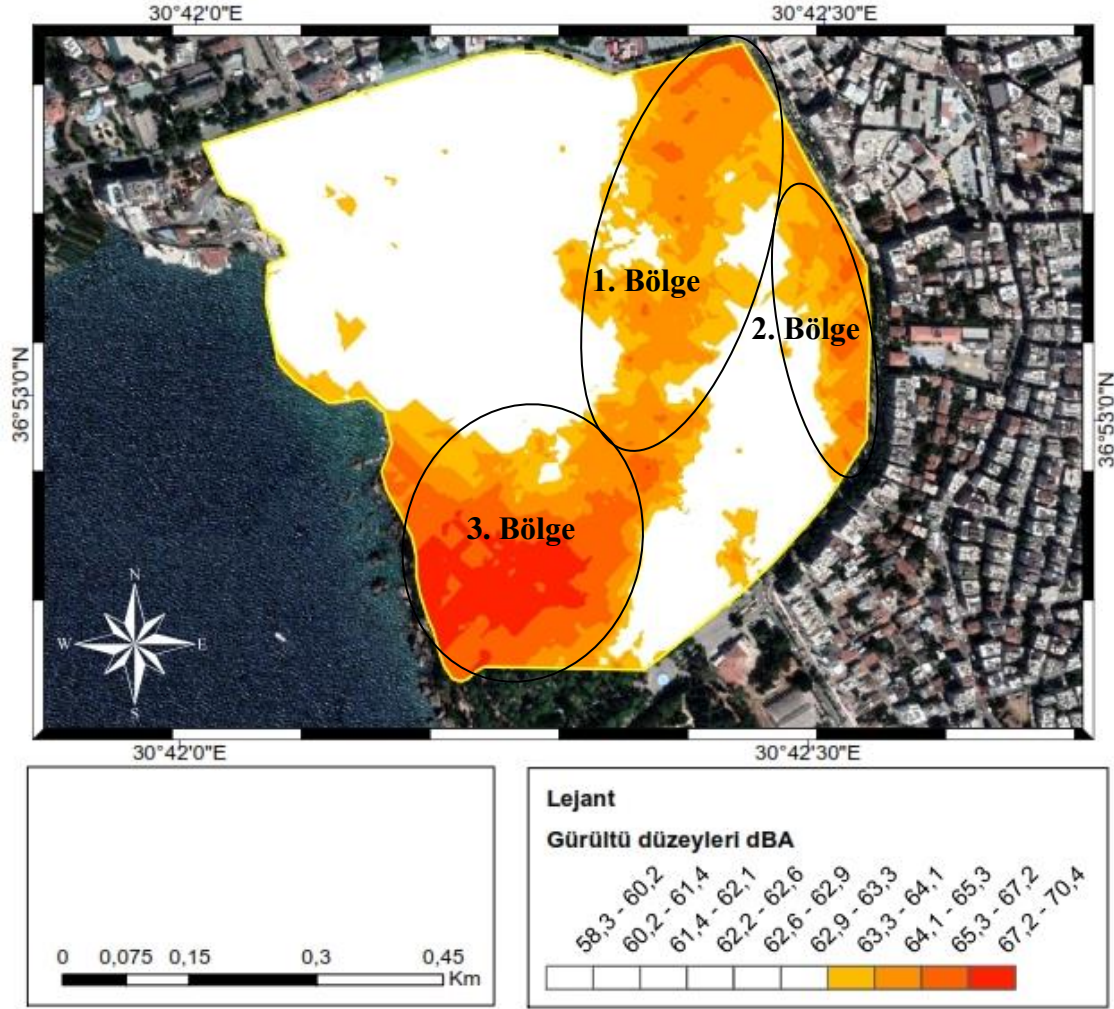 30°42'0"E 30°42'30"E
36°53'0"N
36°53'0"N
1. Bölge
2. Bölge
3. Bölge
N
W E
S
30°42'0"E 30°42'30"E
0 0,075 0,15 0,3 0,45
Km
Lejant
Gürültü düzeyleri dBA
58,3 - 60,2
60,2 - 61,4
61,4 - 62,1
62,2 - 62,6
62,6 - 62,9
62,9 - 63,3
63,3 - 64,1
64,1 - 65,3
65,3 - 67,2
67,2 - 70,4